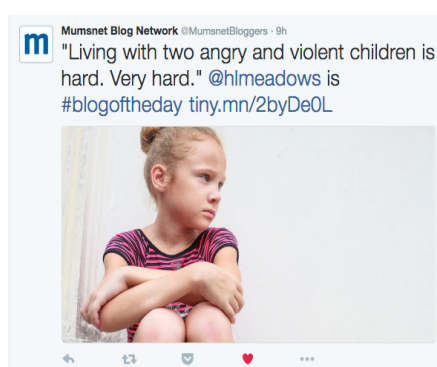 m Mumsnet Blog Network @MumsnetBloggers · 9h
"Living with two angry and violent children is
hard. Very hard." @hlmeadows is
#blogoftheday tiny.mn/2byDe0L